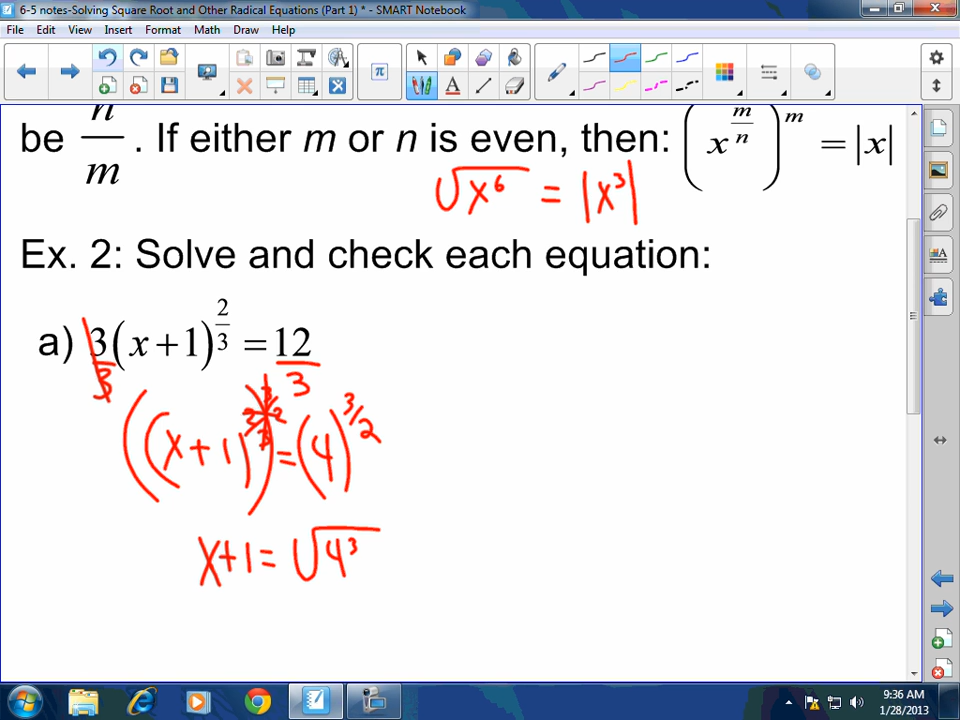 6-5 notes-Solving Square Root and Other Radical Equations (Part 1) * - SMART Notebook
File Edit View Insert Format Math Draw Help
be n/m . If either m or n is even, then: (x^(m/n))^m = |x|
√x⁶ = |x³|
Ex. 2: Solve and check each equation:
a) 3(x+1)^(2/3) = 12
3 3
((x+1)^(2/3))^(3/2) = (4)^(3/2)
x+1 = √4³
9:36 AM
1/28/2013